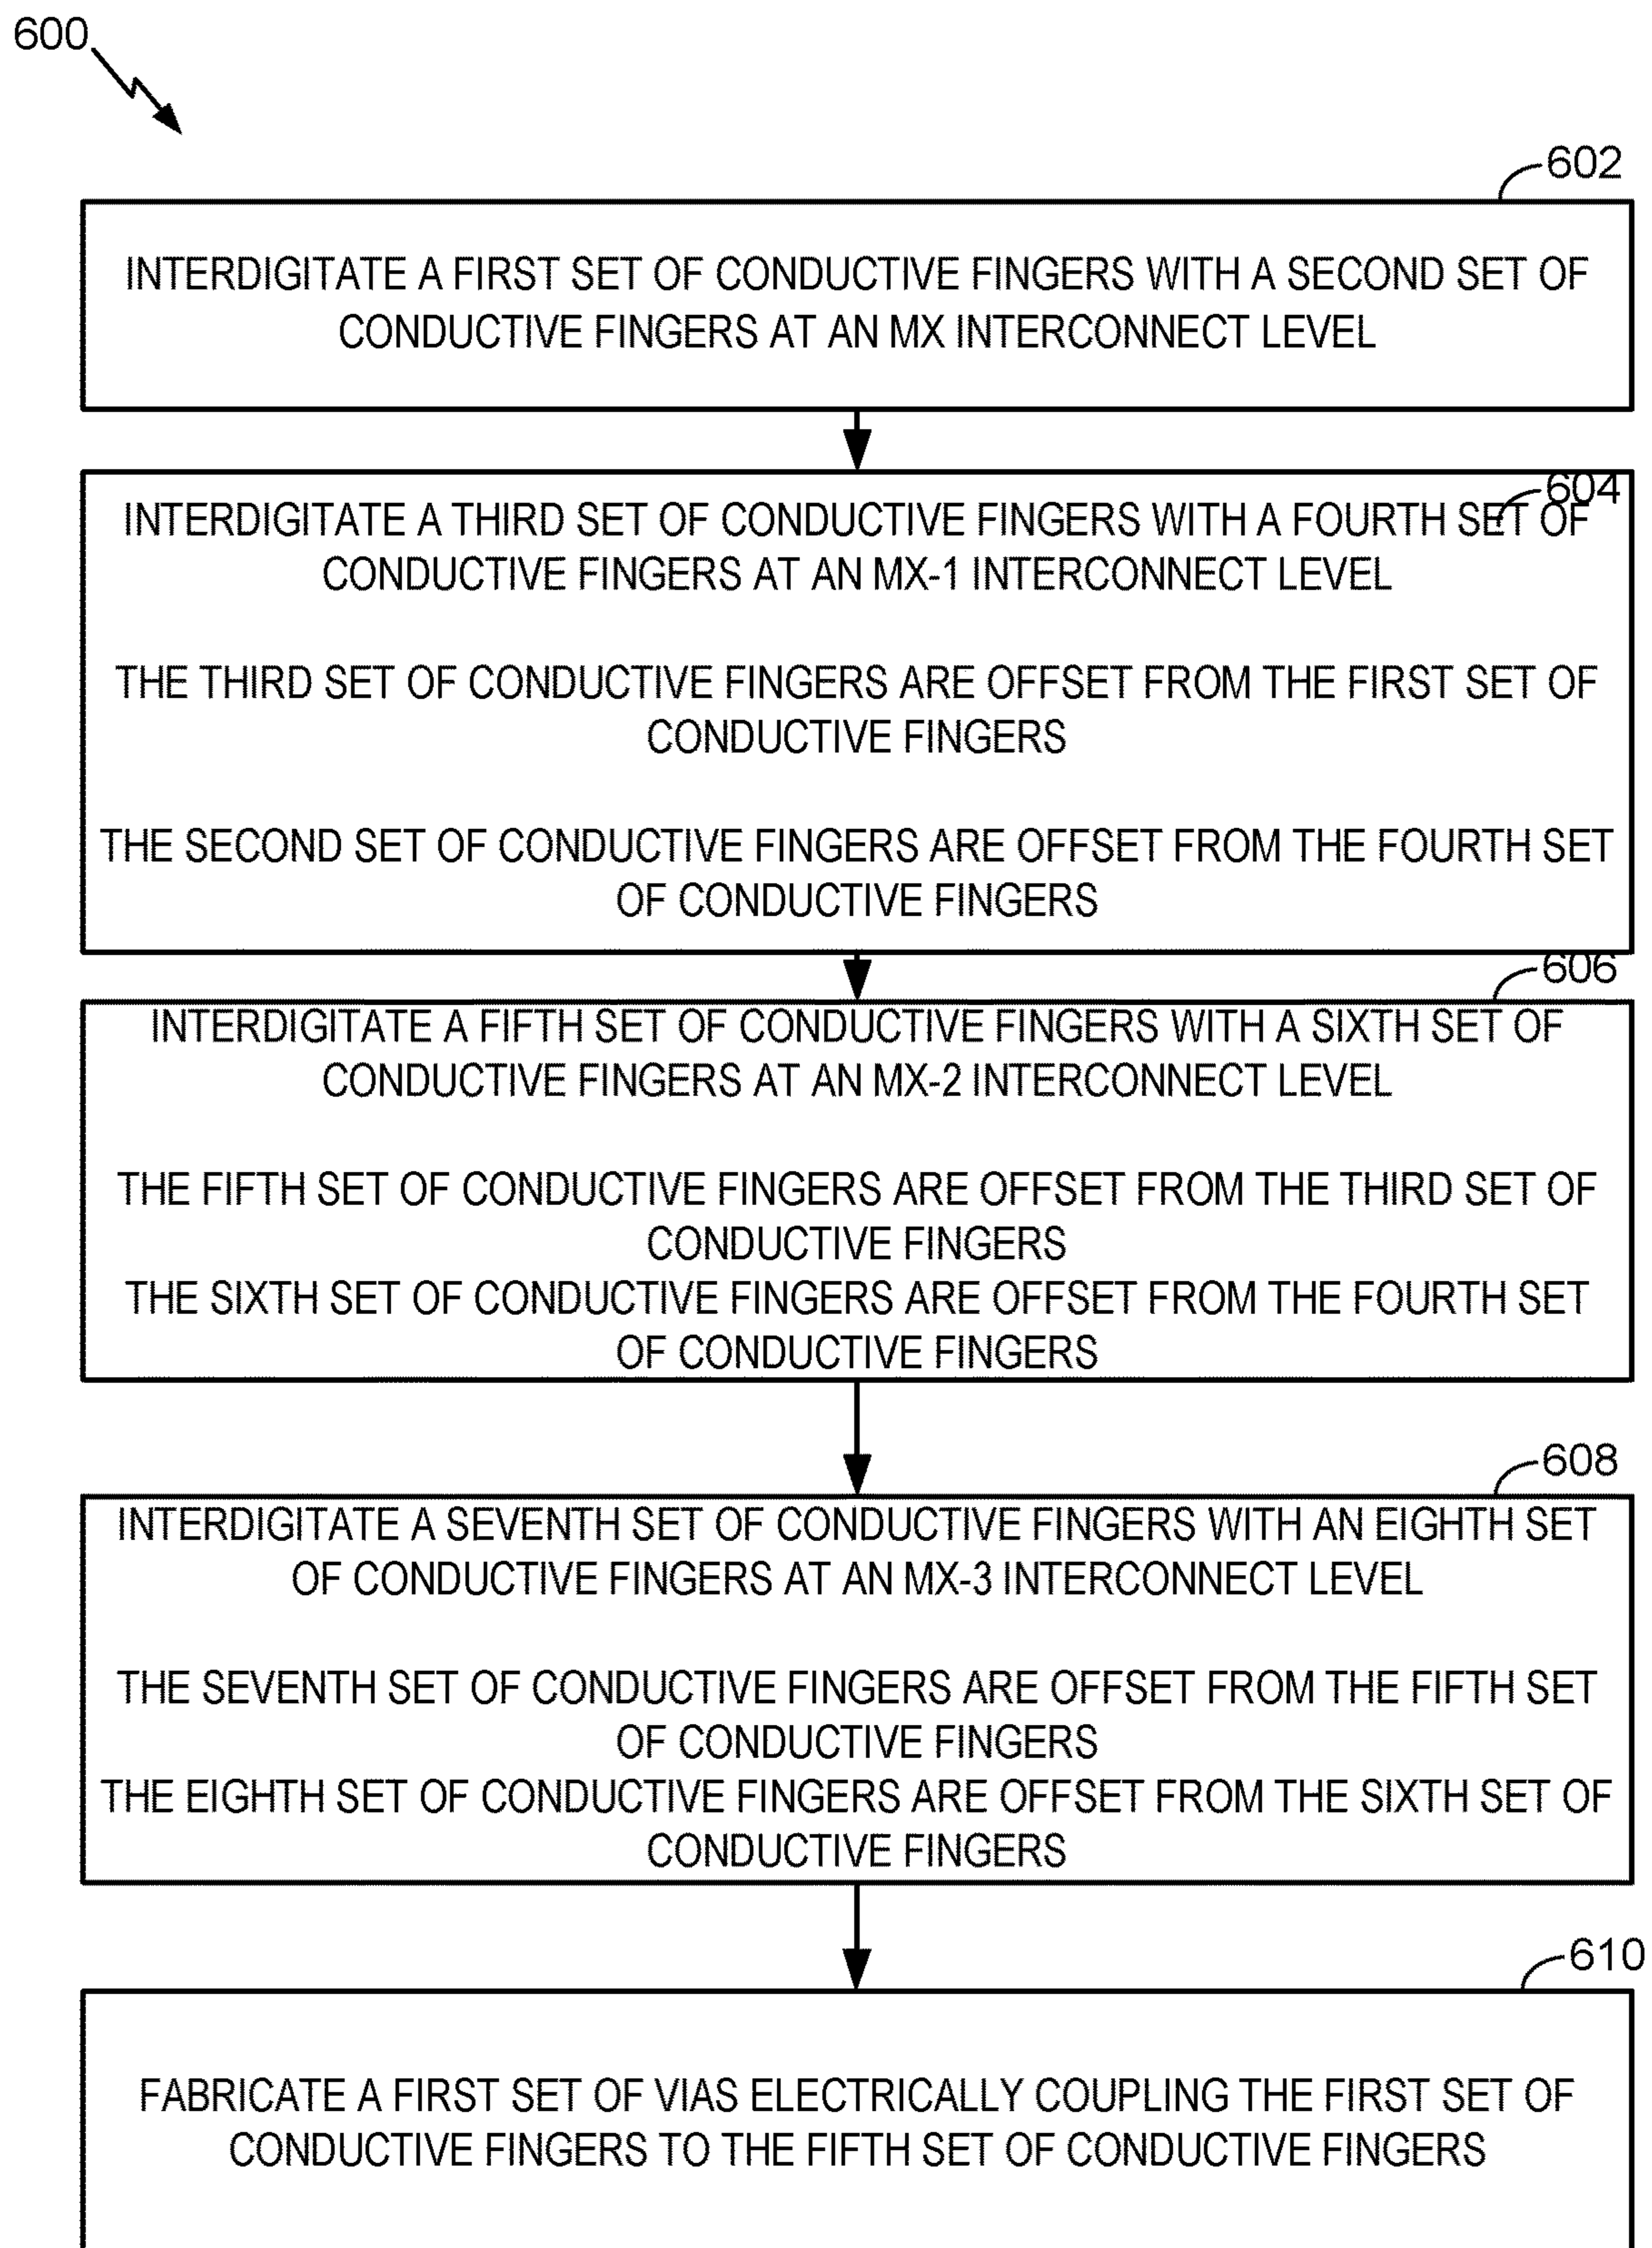 600
602
INTERDIGITATE A FIRST SET OF CONDUCTIVE FINGERS WITH A SECOND SET OF
CONDUCTIVE FINGERS AT AN MX INTERCONNECT LEVEL
604
INTERDIGITATE A THIRD SET OF CONDUCTIVE FINGERS WITH A FOURTH SET OF
CONDUCTIVE FINGERS AT AN MX-1 INTERCONNECT LEVEL
THE THIRD SET OF CONDUCTIVE FINGERS ARE OFFSET FROM THE FIRST SET OF
CONDUCTIVE FINGERS
THE SECOND SET OF CONDUCTIVE FINGERS ARE OFFSET FROM THE FOURTH SET
OF CONDUCTIVE FINGERS
606
INTERDIGITATE A FIFTH SET OF CONDUCTIVE FINGERS WITH A SIXTH SET OF
CONDUCTIVE FINGERS AT AN MX-2 INTERCONNECT LEVEL
THE FIFTH SET OF CONDUCTIVE FINGERS ARE OFFSET FROM THE THIRD SET OF
CONDUCTIVE FINGERS
THE SIXTH SET OF CONDUCTIVE FINGERS ARE OFFSET FROM THE FOURTH SET
OF CONDUCTIVE FINGERS
608
INTERDIGITATE A SEVENTH SET OF CONDUCTIVE FINGERS WITH AN EIGHTH SET
OF CONDUCTIVE FINGERS AT AN MX-3 INTERCONNECT LEVEL
THE SEVENTH SET OF CONDUCTIVE FINGERS ARE OFFSET FROM THE FIFTH SET
OF CONDUCTIVE FINGERS
THE EIGHTH SET OF CONDUCTIVE FINGERS ARE OFFSET FROM THE SIXTH SET OF
CONDUCTIVE FINGERS
610
FABRICATE A FIRST SET OF VIAS ELECTRICALLY COUPLING THE FIRST SET OF
CONDUCTIVE FINGERS TO THE FIFTH SET OF CONDUCTIVE FINGERS